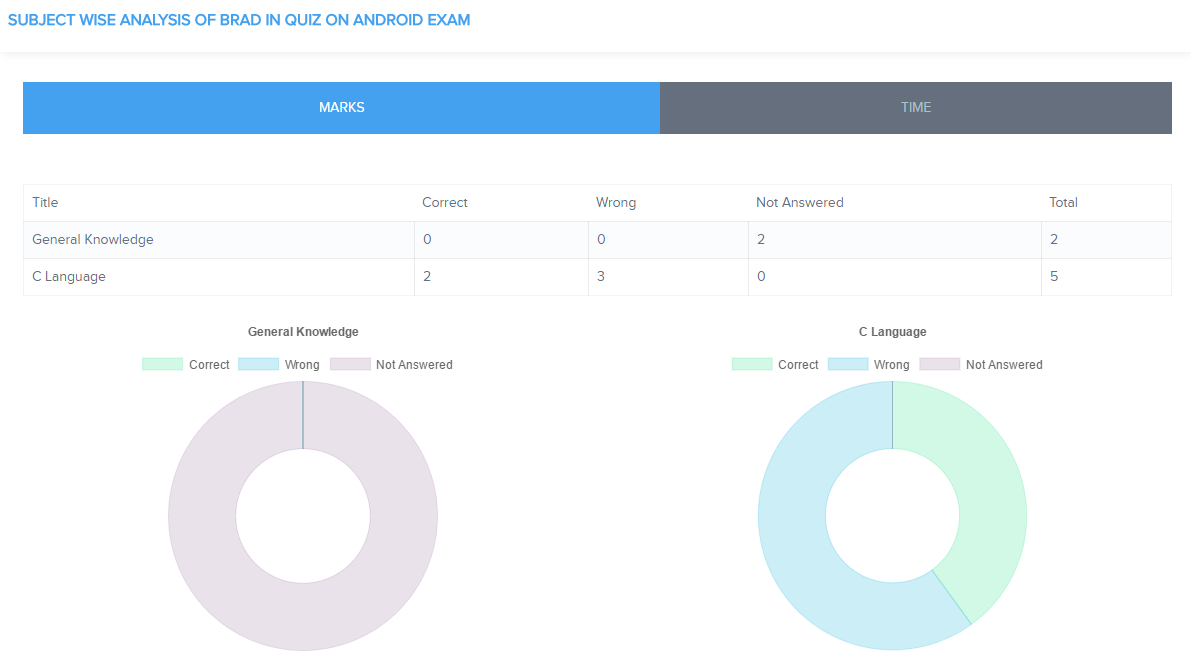 SUBJECT WISE ANALYSIS OF BRAD IN QUIZ ON ANDROID EXAM
MARKS TIME
Title Correct Wrong Not Answered Total
General Knowledge 0 0 2 2
C Language 2 3 0 5
General Knowledge C Language
Correct Wrong Not Answered Correct Wrong Not Answered